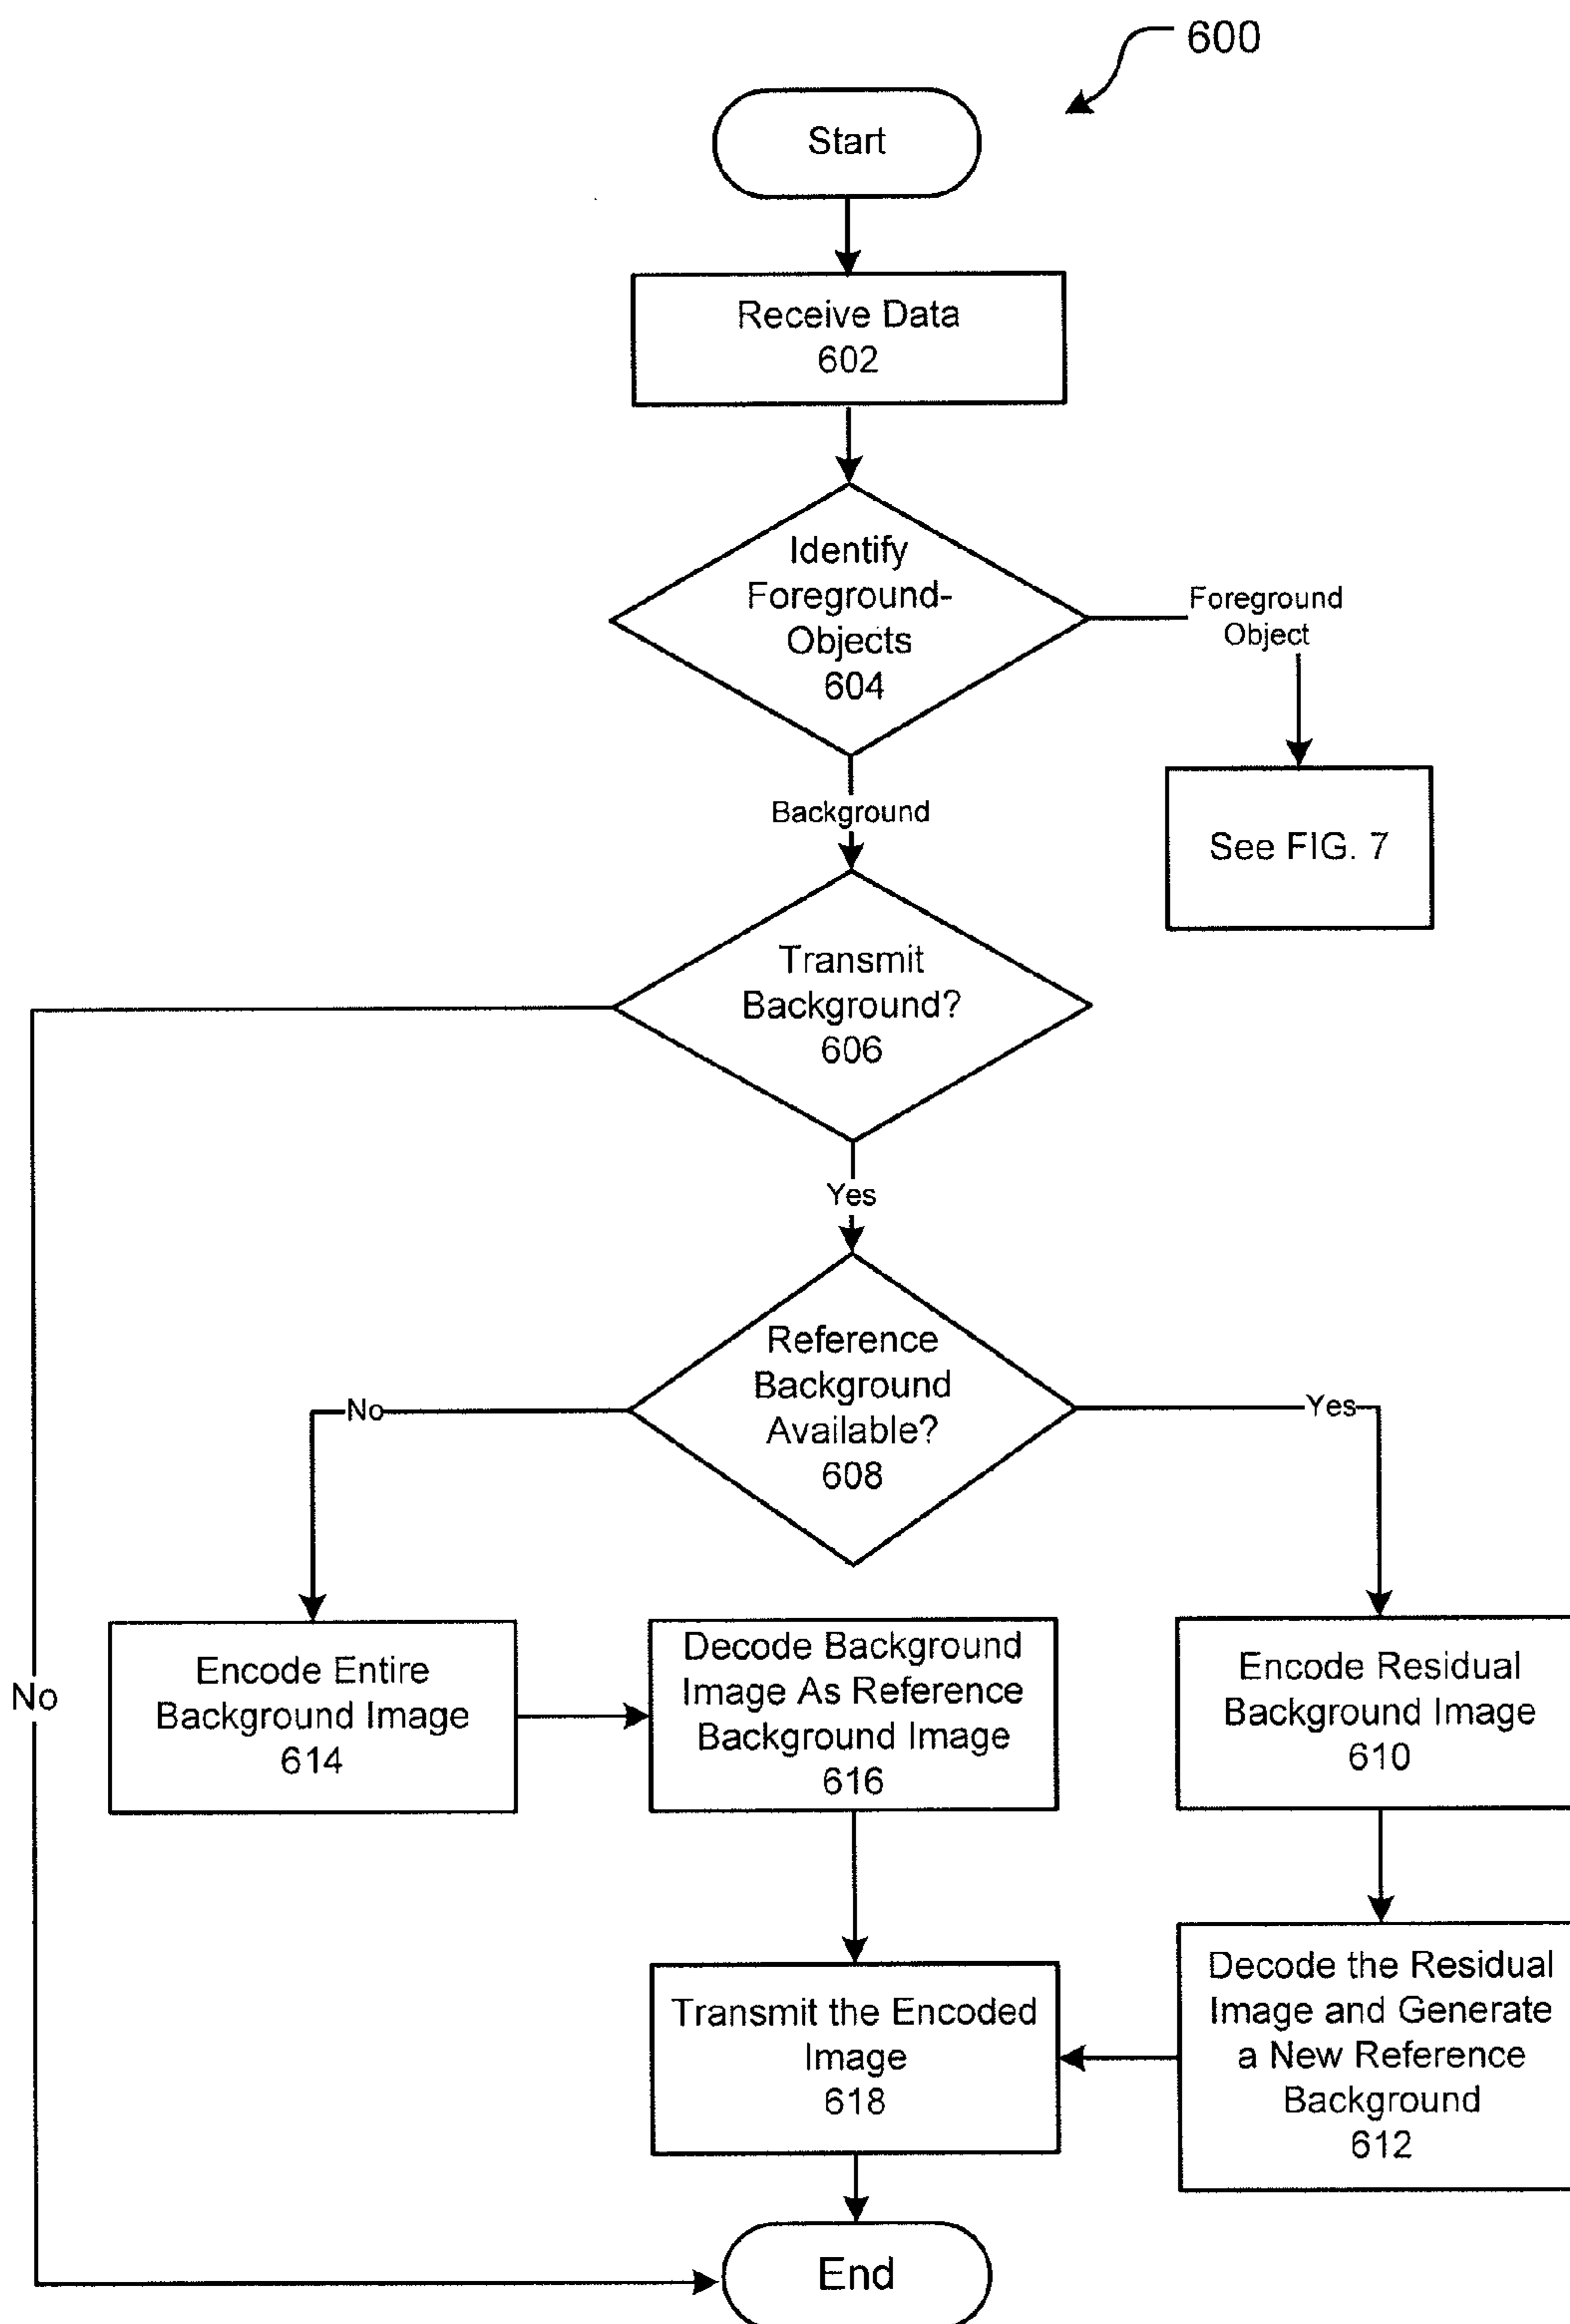 600
Start
Receive Data
602
Identify
Foreground-
Objects
604
Foreground
Object
Background
See FIG. 7
Transmit
Background?
606
Yes
Reference
Background
Available?
608
No
Yes
Encode Entire
Background Image
614
Decode Background
Image As Reference
Background Image
616
Encode Residual
Background Image
610
No
Transmit the Encoded
Image
618
Decode the Residual
Image and Generate
a New Reference
Background
612
End